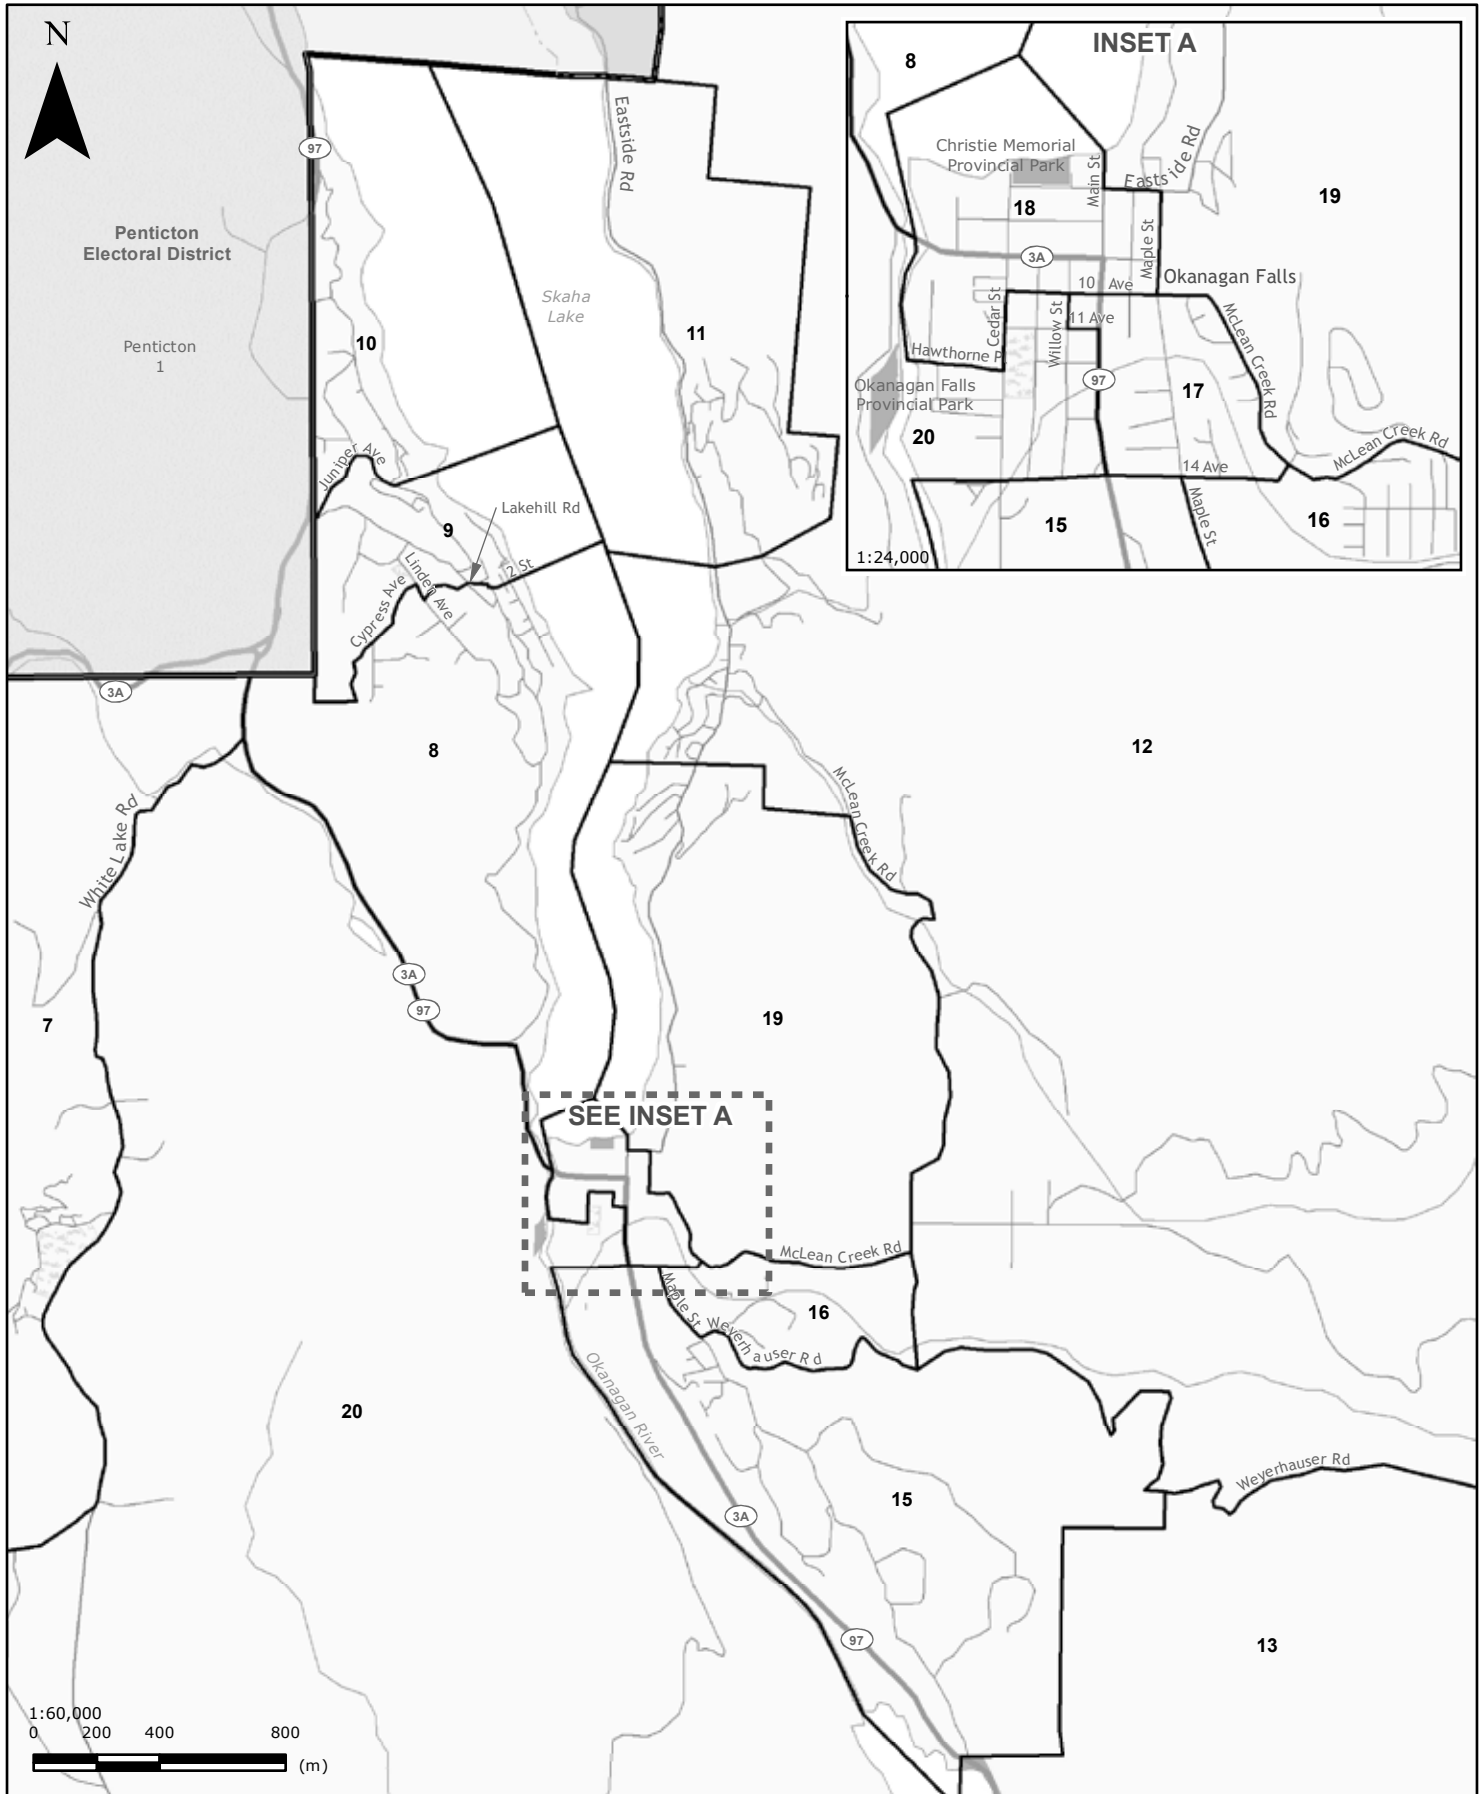 N
97
Penticton
Electoral District
Penticton
1
10
Skaha
Lake
Eastside Rd
11
Juniper Ave
9
Lakehill Rd
2 St
Linden Ave
Cypress Ave
3A
8
White Lake Rd
12
McLean Creek Rd
3A
97
7
19
SEE INSET A
McLean Creek Rd
Maple St
Weyerhauser Rd
16
Okanagan River
20
Weyerhauser Rd
15
3A
97
13
1:60,000
0 200 400 800
(m)
INSET A
8
Christie Memorial
Provincial Park
Main St
Eastside Rd
18
19
Maple St
3A
Okanagan Falls
10 Ave
Cedar St
Willow St
11 Ave
McLean Creek Rd
Hawthorne Pl
97
Okanagan Falls
Provincial Park
17
20
McLean Creek Rd
14 Ave
Maple St
15
16
1:24,000